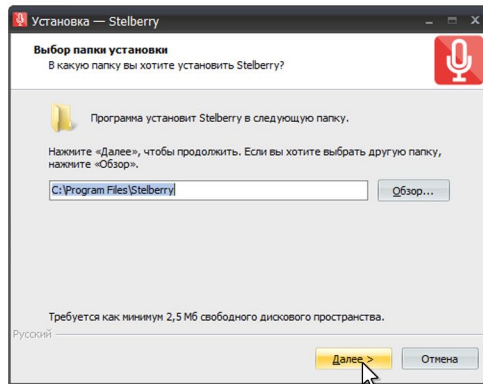 Установка — Stelberry
Выбор папки установки
В какую папку вы хотите установить Stelberry?
Программа установит Stelberry в следующую папку.
Нажмите «Далее», чтобы продолжить. Если вы хотите выбрать другую папку,
нажмите «Обзор».
C:\Program Files\Stelberry
Обзор...
Требуется как минимум 2,5 Мб свободного дискового пространства.
Русский
Далее >
Отмена